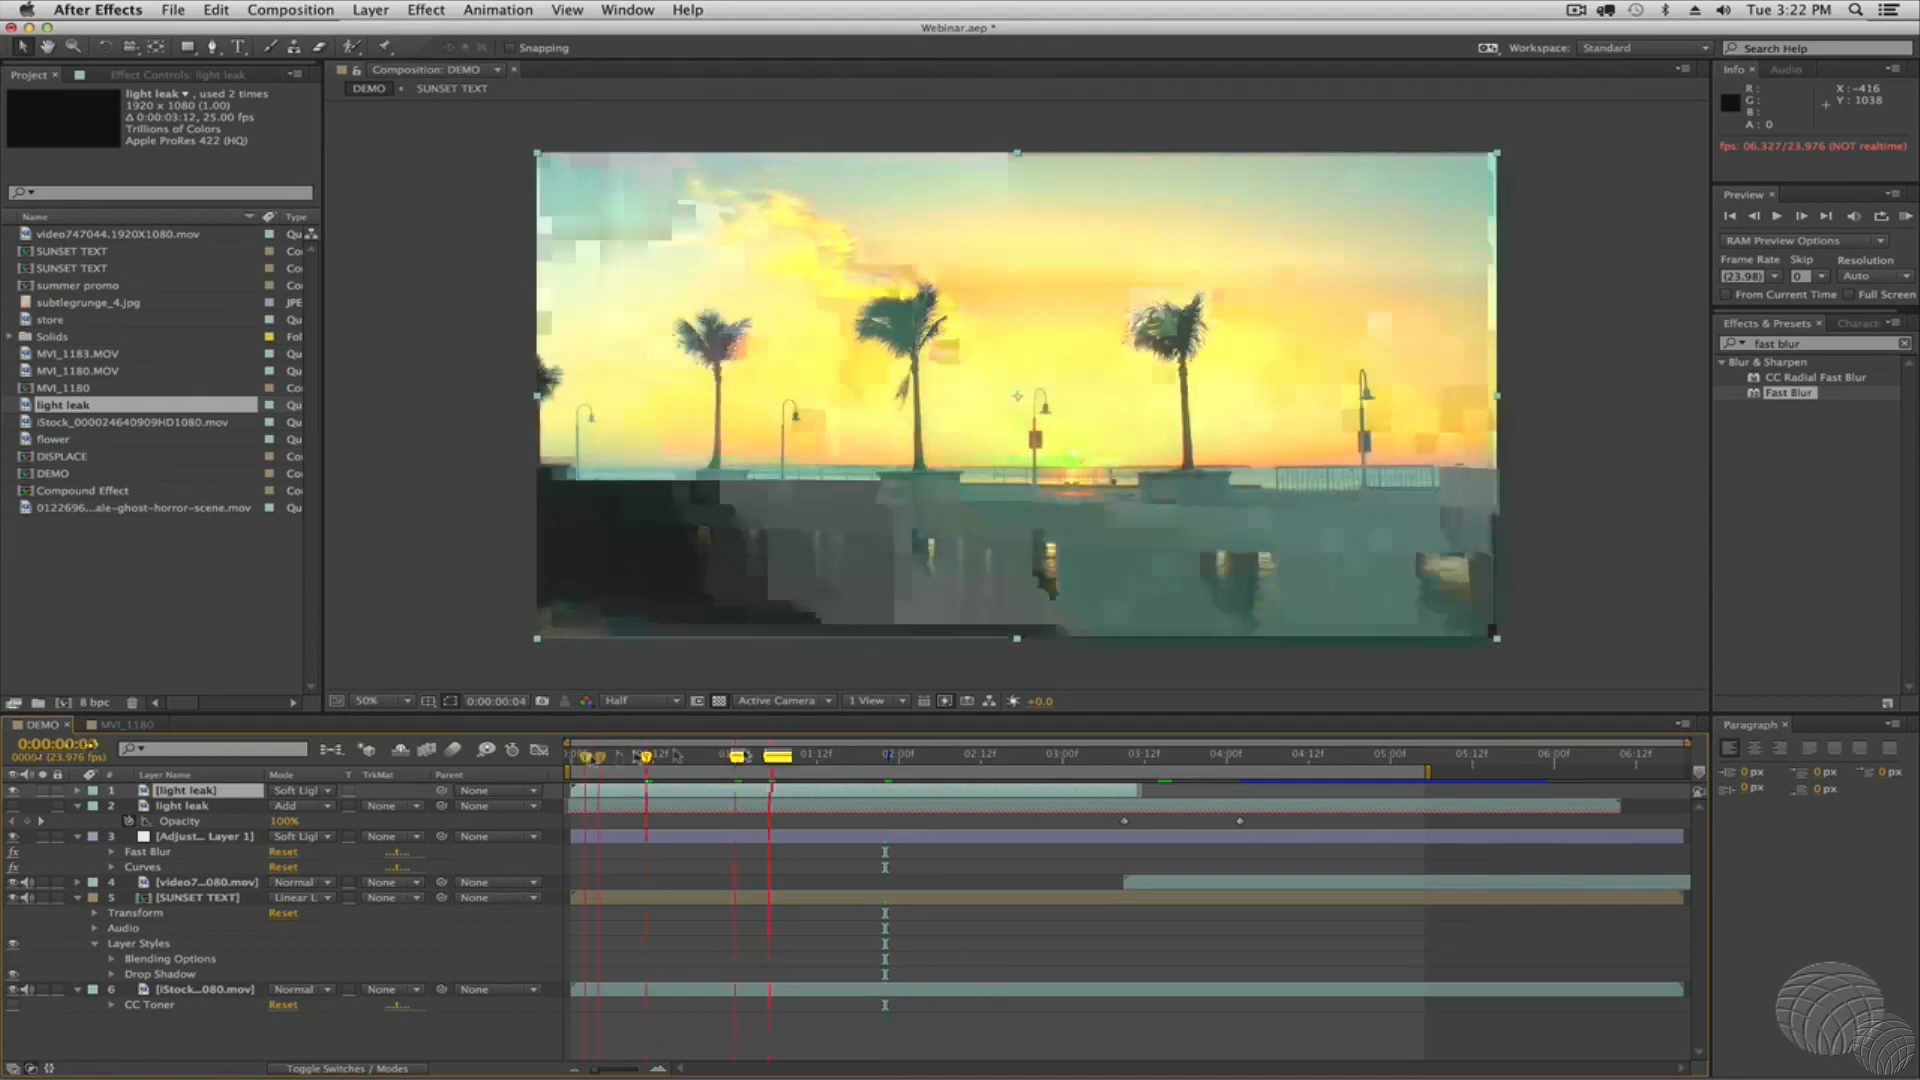 After Effects File Edit Composition Layer Effect Animation View Window Help Tue 3:22 PM
Webinar.aep *
Snapping Workspace: Standard Search Help
Project Effect Controls: light leak
light leak , used 2 times
1920 x 1080 (1.00)
Δ 0:00:03:12, 25.00 fps
Trillions of Colors
Apple ProRes 422 (HQ)
Name Type
video747044.1920X1080.mov Qu
SUNSET TEXT Co
SUNSET TEXT Co
summer promo Co
subtlegrunge_4.jpg JPE
store Qu
Solids Fol
MVI_1183.MOV Qu
MVI_1180.MOV Qu
MVI_1180 Co
light leak Qu
iStock_000024640909HD1080.mov Qu
flower Qu
DISPLACE Co
DEMO Co
Compound Effect Co
0122696...ale-ghost-horror-scene.mov Qu
8 bpc
Composition: DEMO
DEMO SUNSET TEXT
50% 0:00:00:04 Half Active Camera 1 View +0.0
Info Audio
R : X : -416
G : Y : 1038
B :
A : 0
fps: 06.327/23.976 (NOT realtime)
Preview
RAM Preview Options
Frame Rate Skip Resolution
(23.98) 0 Auto
From Current Time Full Screen
Effects & Presets Charact
fast blur
Blur & Sharpen
CC Radial Fast Blur
Fast Blur
Paragraph
0 px 0 px 0 px
0 px 0 px
DEMO MVI_1180
(23.976 fps)
01:12f 02:00f 02:12f 03:00f 03:12f 04:00f 04:12f 05:00f 05:12f 06:00f 06:12f
# Layer Name Mode T TrkMat Parent
1 [light leak] Soft Ligl None
2 light leak Add None None
Opacity 100%
3 [Adjust... Layer 1] Soft Ligl None None
fx Fast Blur Reset ...t...
fx Curves Reset ...t...
4 [video7...080.mov] Normal None None
5 [SUNSET TEXT] Linear L None None
Transform Reset
Audio
Layer Styles
Blending Options
Drop Shadow
6 [iStock...080.mov] Normal None None
CC Toner Reset ...t...
Toggle Switches / Modes